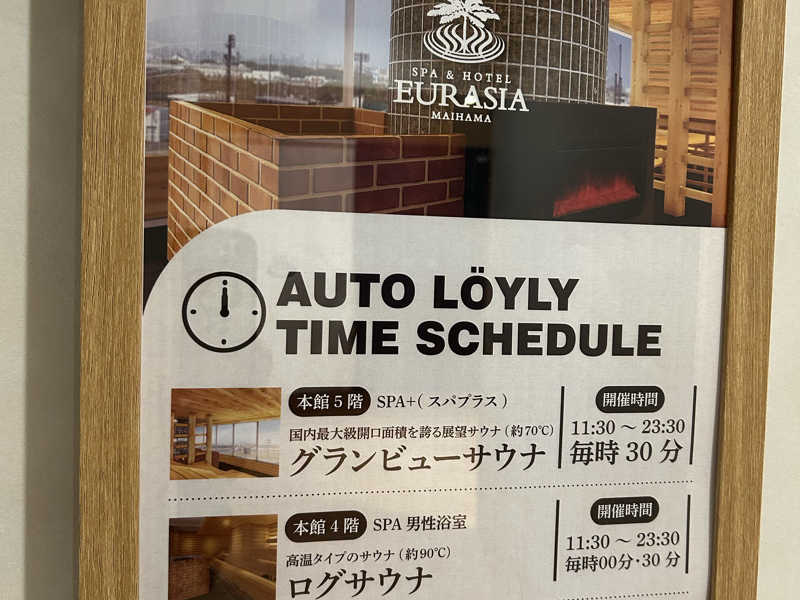 SPA & HOTEL
EURASIA
MAIHAMA
AUTO LÖYLY
TIME SCHEDULE
本館5階 SPA+(スパプラス)
国内最大級開口面積を誇る展望サウナ(約70℃)
グランビューサウナ
開催時間
11:30 ～ 23:30
毎時 30 分
本館4階 SPA 男性浴室
高温タイプのサウナ(約90℃)
ログサウナ
開催時間
11:30 ～ 23:30
毎時00分・30 分